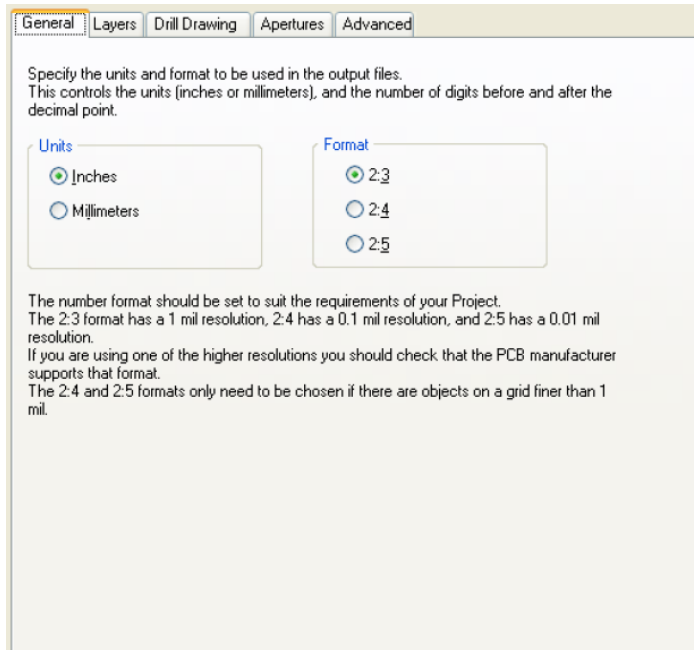 General Layers Drill Drawing Apertures Advanced
Specify the units and format to be used in the output files.
This controls the units (inches or millimeters), and the number of digits before and after the
decimal point.
Units Format
Inches 2:3
Millimeters 2:4
2:5
The number format should be set to suit the requirements of your Project.
The 2:3 format has a 1 mil resolution, 2:4 has a 0.1 mil resolution, and 2:5 has a 0.01 mil
resolution.
If you are using one of the higher resolutions you should check that the PCB manufacturer
supports that format.
The 2:4 and 2:5 formats only need to be chosen if there are objects on a grid finer than 1
mil.